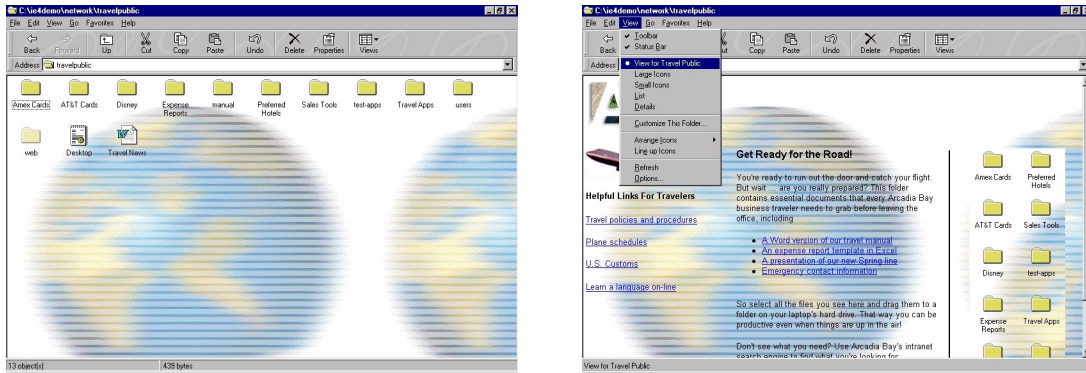 C:\ie4demo\network\travelpublic
File Edit View Go Favorites Help
Back Forward Up Cut Copy Paste Undo Delete Properties Views
Address travelpublic
Amex Cards AT&T Cards Disney Expense Reports manual Preferred Hotels Sales Tools test-apps Travel Apps users
web Desktop Travel News
13 object(s) 439 bytes
C:\ie4demo\network\travelpublic
File Edit View Go Favorites Help
Back Copy Paste Undo Delete Properties Views
Address
Toolbar
Status Bar
View for Travel Public
Large Icons
Small Icons
List
Details
Customize This Folder...
Arrange Icons
Line up Icons
Refresh
Options...
Helpful Links For Travelers
Travel policies and procedures
Plane schedules
U.S. Customs
Learn a language on-line
Get Ready for the Road!
You're ready to run out the door and catch your flight.
But wait ... are you really prepared? This folder
contains essential documents that every Arcadia Bay
business traveler needs to grab before leaving the
office, including
A Word version of our travel manual
An expense report template in Excel
A presentation of our new Spring line
Emergency contact information
So select all the files you see here and drag them to a
folder on your laptop's hard drive. That way you can be
productive even when things are up in the air!
Don't see what you need? Use Arcadia Bay's intranet
search engine to find what you're looking for:
Amex Cards Preferred Hotels
AT&T Cards Sales Tools
Disney test-apps
Expense Reports Travel Apps
View for Travel Public